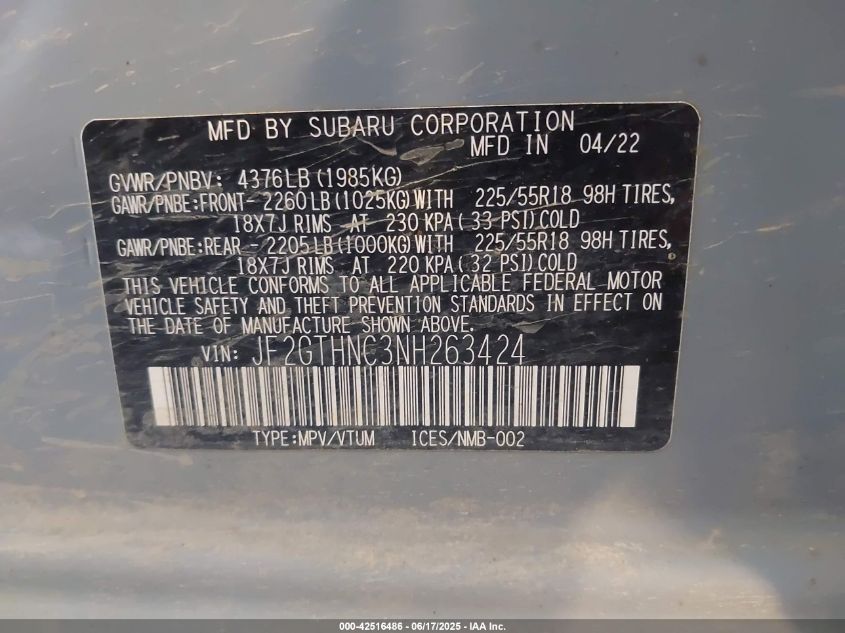 MFD BY SUBARU CORPORATION
MFD IN 04/22
GVWR/PNBV: 4376LB(1985KG)
GAWR/PNBE:FRONT- 2260LB(1025KG)WITH 225/55R18 98H TIRES,
18X7J RIMS AT 230 KPA(33 PSI)COLD
GAWR/PNBE:REAR - 2205LB(1000KG)WITH 225/55R18 98H TIRES,
18X7J RIMS AT 220 KPA(32 PSI)COLD
THIS VEHICLE CONFORMS TO ALL APPLICABLE FEDERAL MOTOR
VEHICLE SAFETY AND THEFT PREVENTION STANDARDS IN EFFECT ON
THE DATE OF MANUFACTURE SHOWN ABOVE.
VIN: JF2GTHNC3NH263424
TYPE:MPV/VTUM ICES/NMB-002
000-42516486 - 06/17/2025 - IAA Inc.